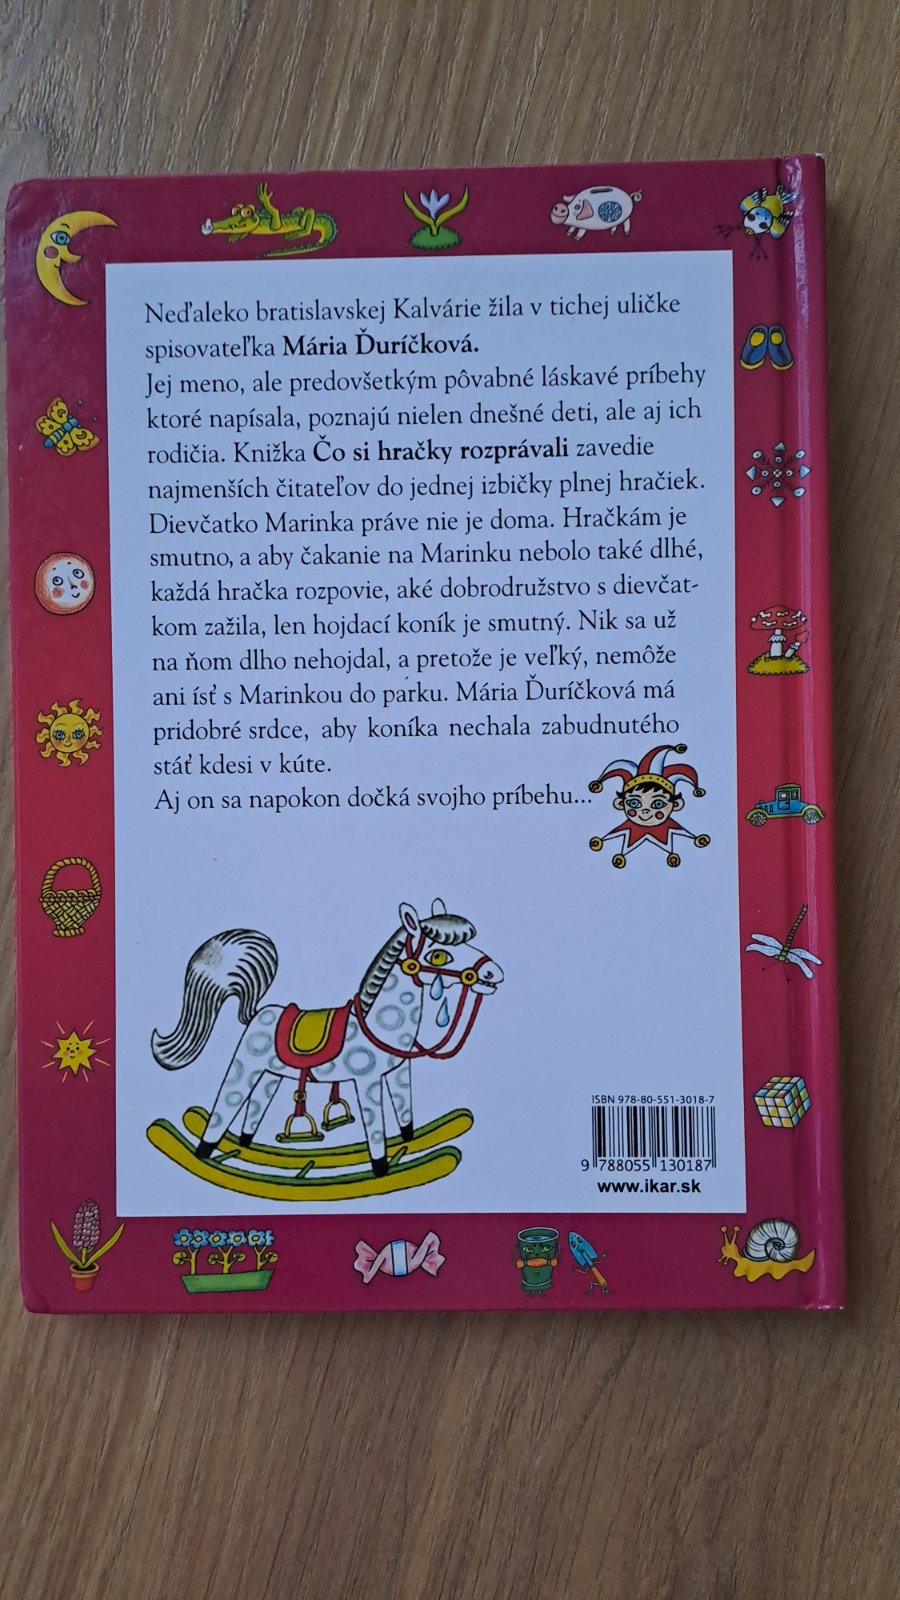 Neďaleko bratislavskej Kalvárie žila v tichej uličke
spisovateľka Mária Ďuríčková.
Jej meno, ale predovšetkým pôvabné láskavé príbehy
ktoré napísala, poznajú nielen dnešné deti, ale aj ich
rodičia. Knižka Čo si hračky rozprávali zavedie
najmenších čitateľov do jednej izbičky plnej hračiek.
Dievčatko Marinka práve nie je doma. Hračkám je
smutno, a aby čakanie na Marinku nebolo také dlhé,
každá hračka rozpovie, aké dobrodružstvo s dievčat-
kom zažila, len hojdací koník je smutný. Nik sa už
na ňom dlho nehojdal, a pretože je veľký, nemôže
ani ísť s Marinkou do parku. Mária Ďuríčková má
pridobré srdce, aby koníka nechala zabudnutého
stáť kdesi v kúte.
Aj on sa napokon dočká svojho príbehu...
ISBN 978-80-551-3018-7
9 788055 130187
www.ikar.sk